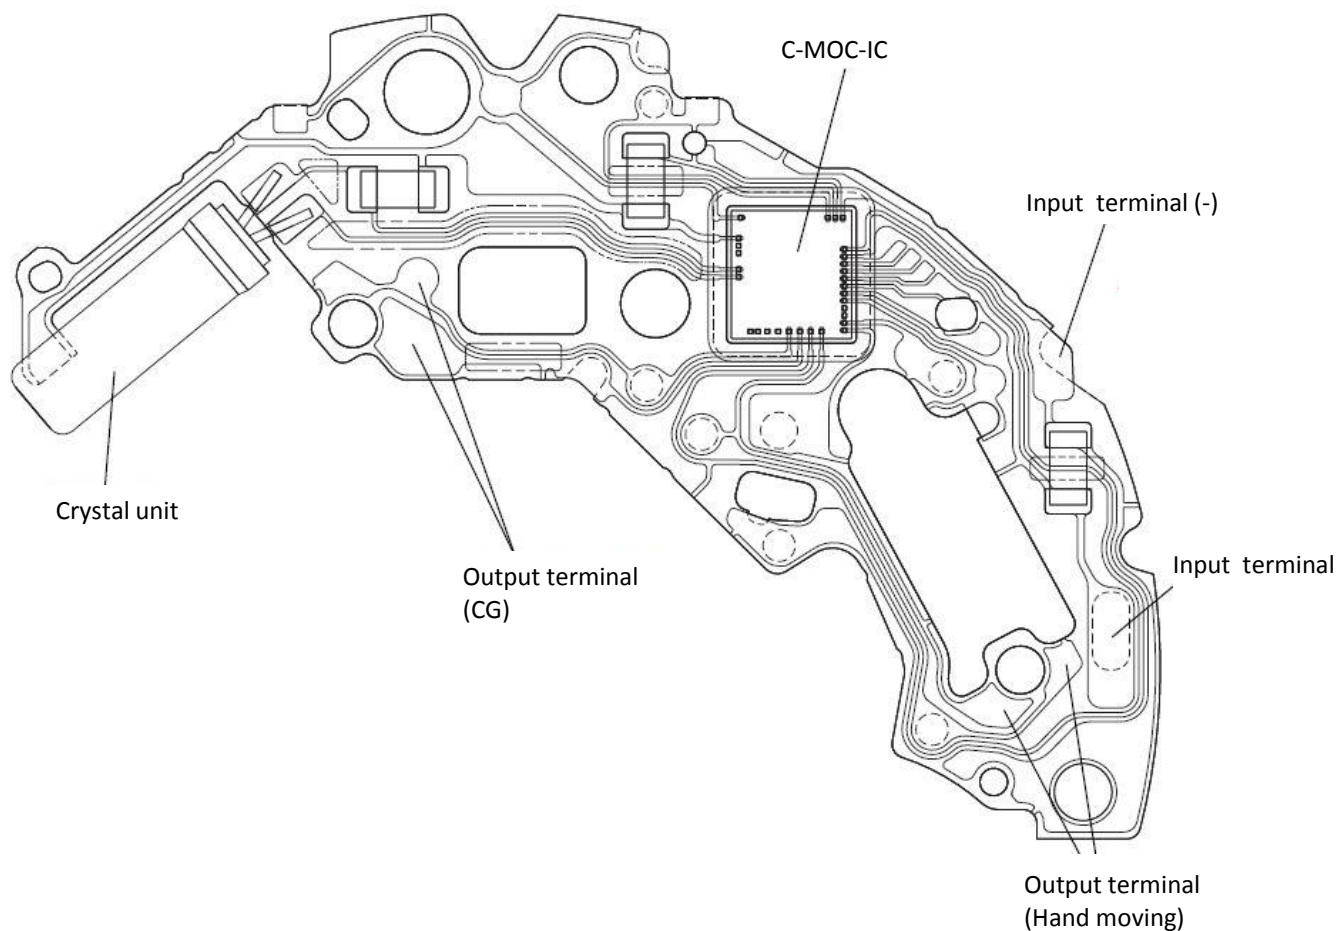 C-MOC-IC
Input terminal (-)
Crystal unit
Output terminal
(CG)
Input terminal
Output terminal
(Hand moving)